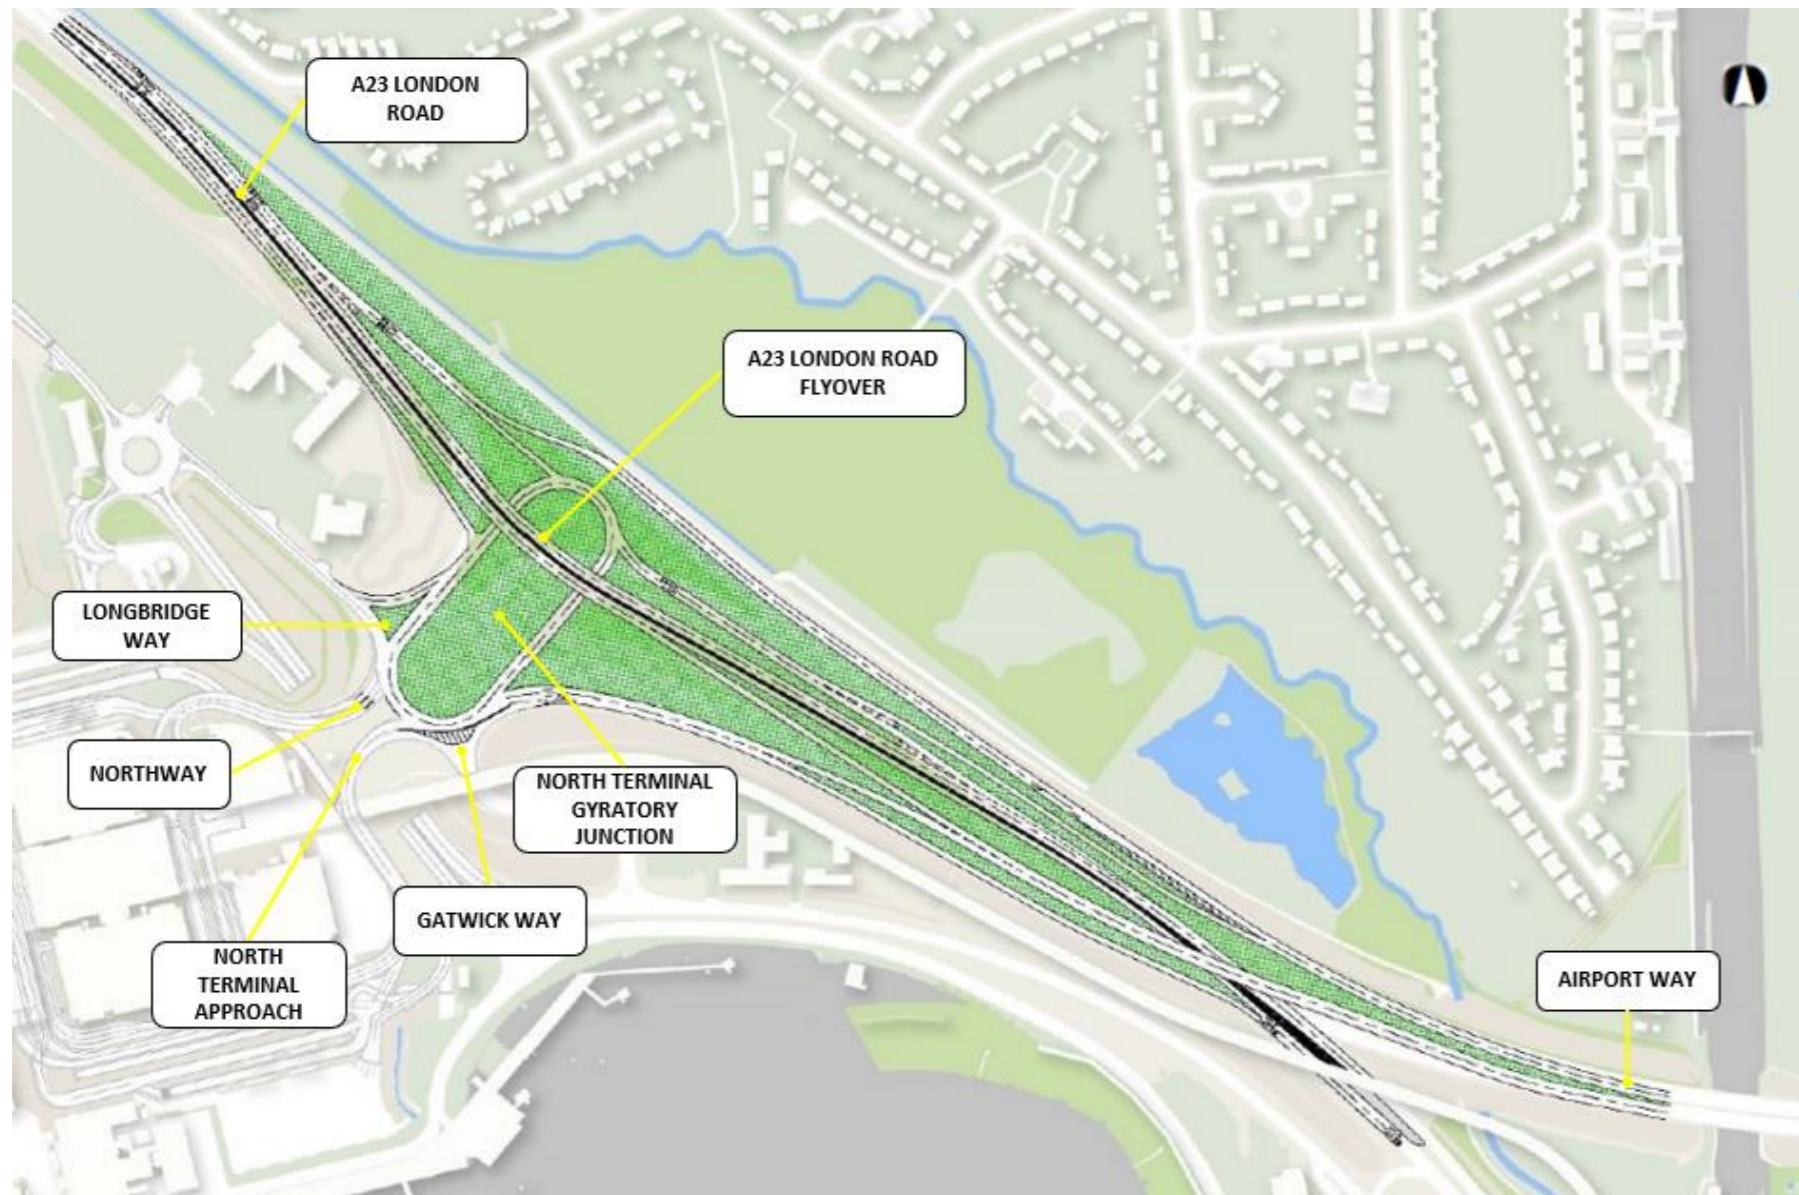 A23 LONDON
ROAD
A23 LONDON ROAD
FLYOVER
LONGBRIDGE
WAY
NORTHWAY
NORTH TERMINAL
GYRATORY
JUNCTION
GATWICK WAY
NORTH
TERMINAL
APPROACH
AIRPORT WAY